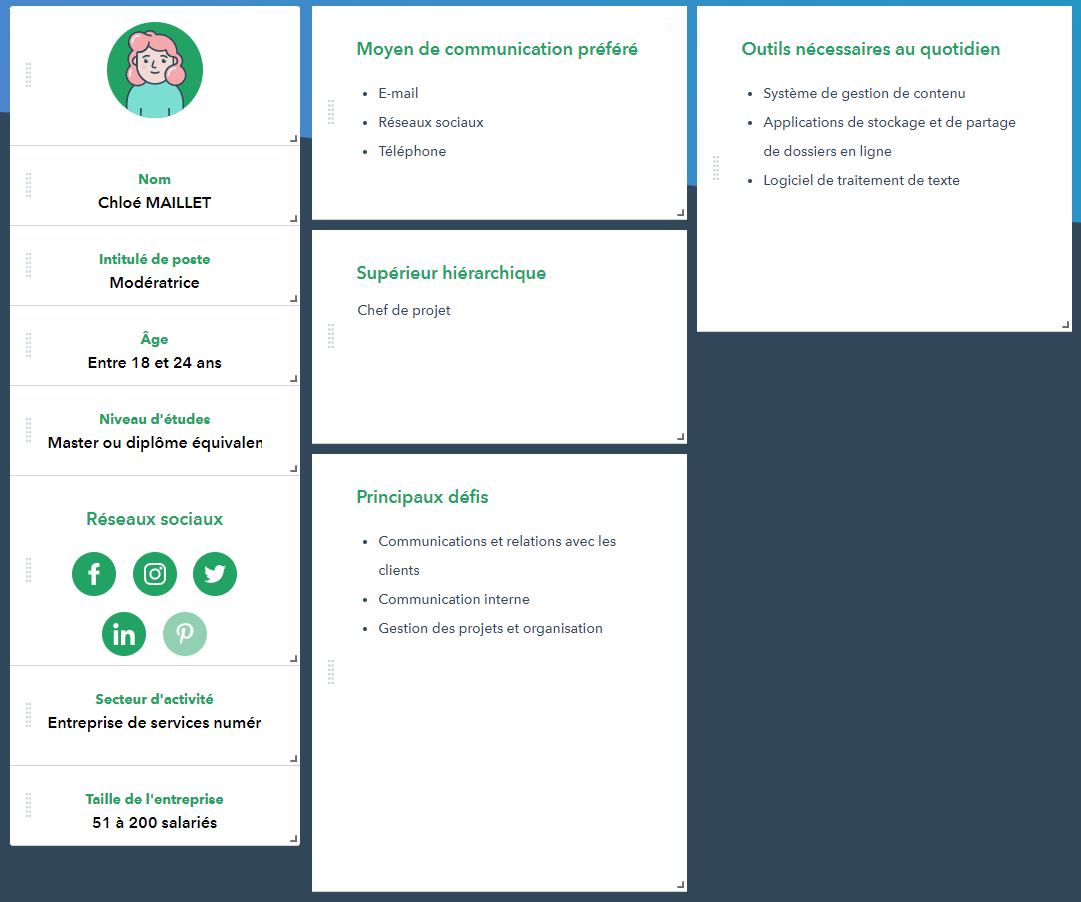 Nom
Chloé MAILLET
Intitulé de poste
Modératrice
Âge
Entre 18 et 24 ans
Niveau d'études
Master ou diplôme équivalen
Réseaux sociaux
Secteur d'activité
Entreprise de services numér
Taille de l'entreprise
51 à 200 salariés
Moyen de communication préféré
E-mail
Réseaux sociaux
Téléphone
Supérieur hiérarchique
Chef de projet
Principaux défis
Communications et relations avec les
clients
Communication interne
Gestion des projets et organisation
Outils nécessaires au quotidien
Système de gestion de contenu
Applications de stockage et de partage
de dossiers en ligne
Logiciel de traitement de texte